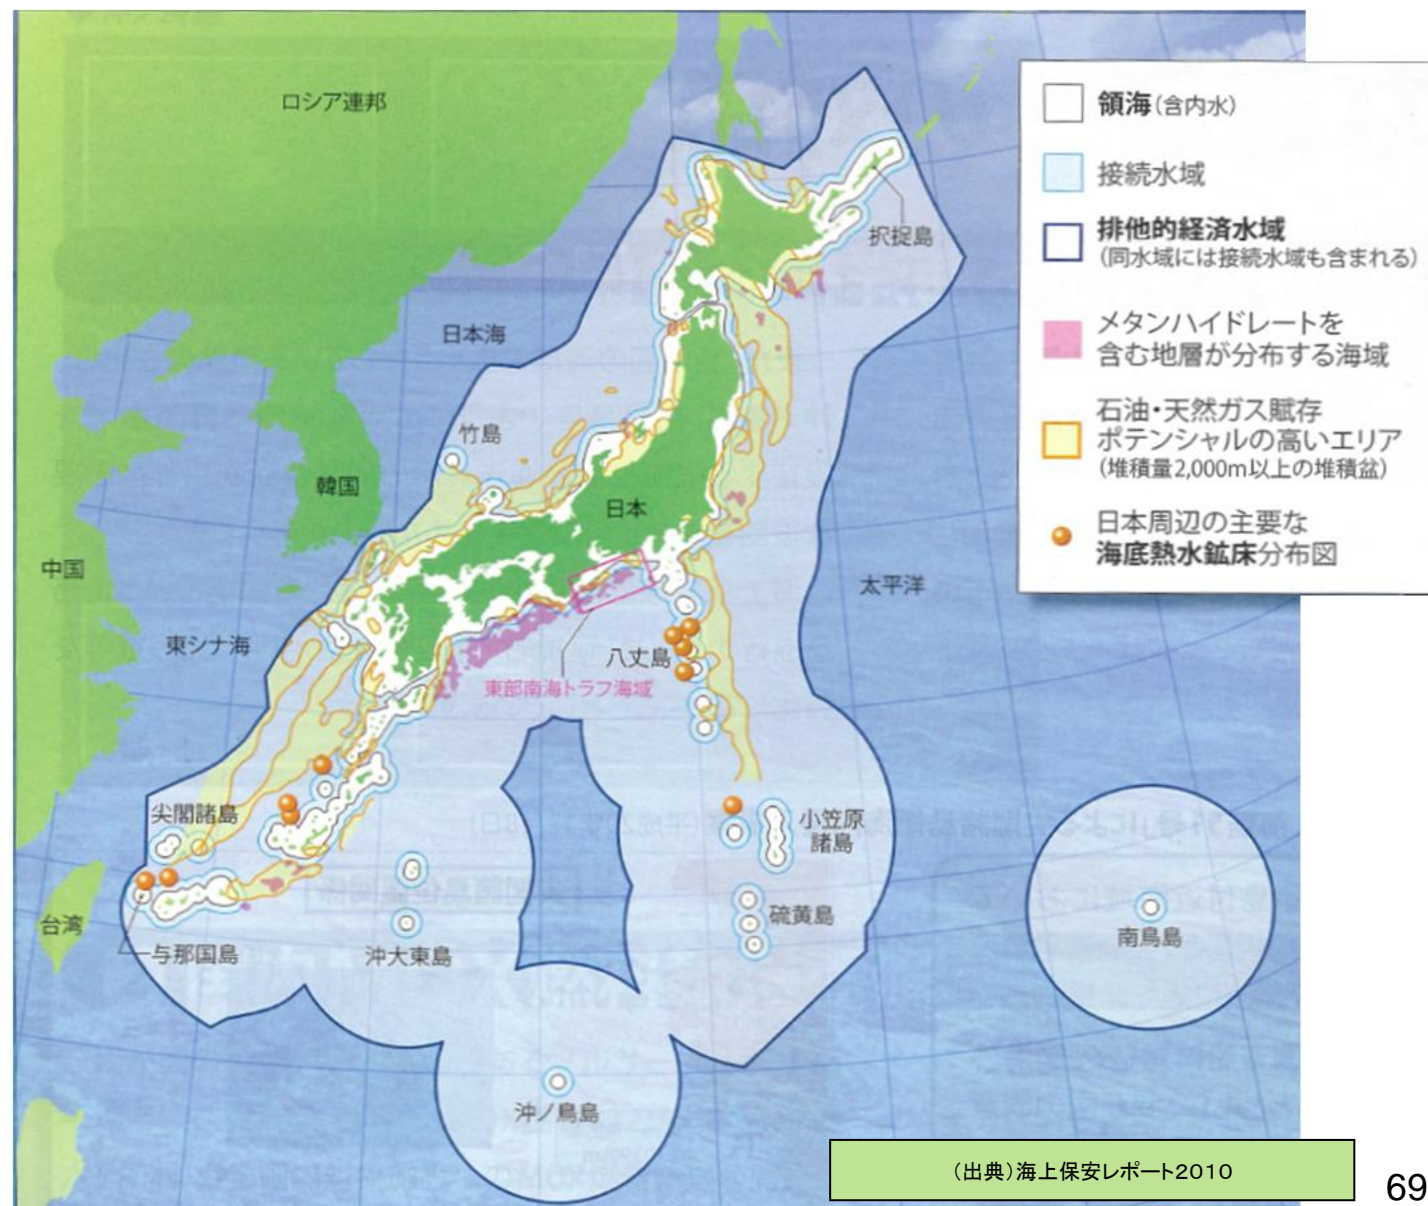 ロシア連邦
択捉島
日本海
竹島
韓国
日本
中国
太平洋
東シナ海
八丈島
東部南海トラフ海域
尖閣諸島
小笠原
諸島
台湾
与那国島
沖大東島
硫黄島
南鳥島
沖ノ鳥島
領海(含内水)
接続水域
排他的経済水域
(同水域には接続水域も含まれる)
メタンハイドレートを
含む地層が分布する海域
石油・天然ガス賦存
ポテンシャルの高いエリア
(堆積量2,000m以上の堆積盆)
日本周辺の主要な
海底熱水鉱床分布図
(出典)海上保安レポート2010
69